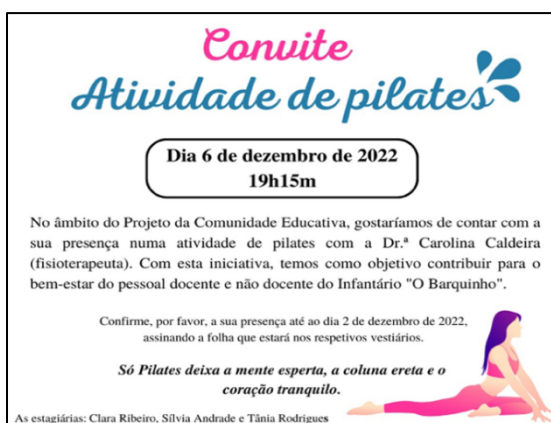 Convite
Atividade de pilates
Dia 6 de dezembro de 2022
19h15m
No âmbito do Projeto da Comunidade Educativa, gostaríamos de contar com a
sua presença numa atividade de pilates com a Dr.ª Carolina Caldeira
(fisioterapeuta). Com esta iniciativa, temos como objetivo contribuir para o
bem-estar do pessoal docente e não docente do Infantário "O Barquinho".
Confirme, por favor, a sua presença até ao dia 2 de dezembro de 2022,
assinando a folha que estará nos respetivos vestiários.
Só Pilates deixa a mente esperta, a coluna ereta e o
coração tranquilo.
As estagiárias: Clara Ribeiro, Sílvia Andrade e Tânia Rodrigues